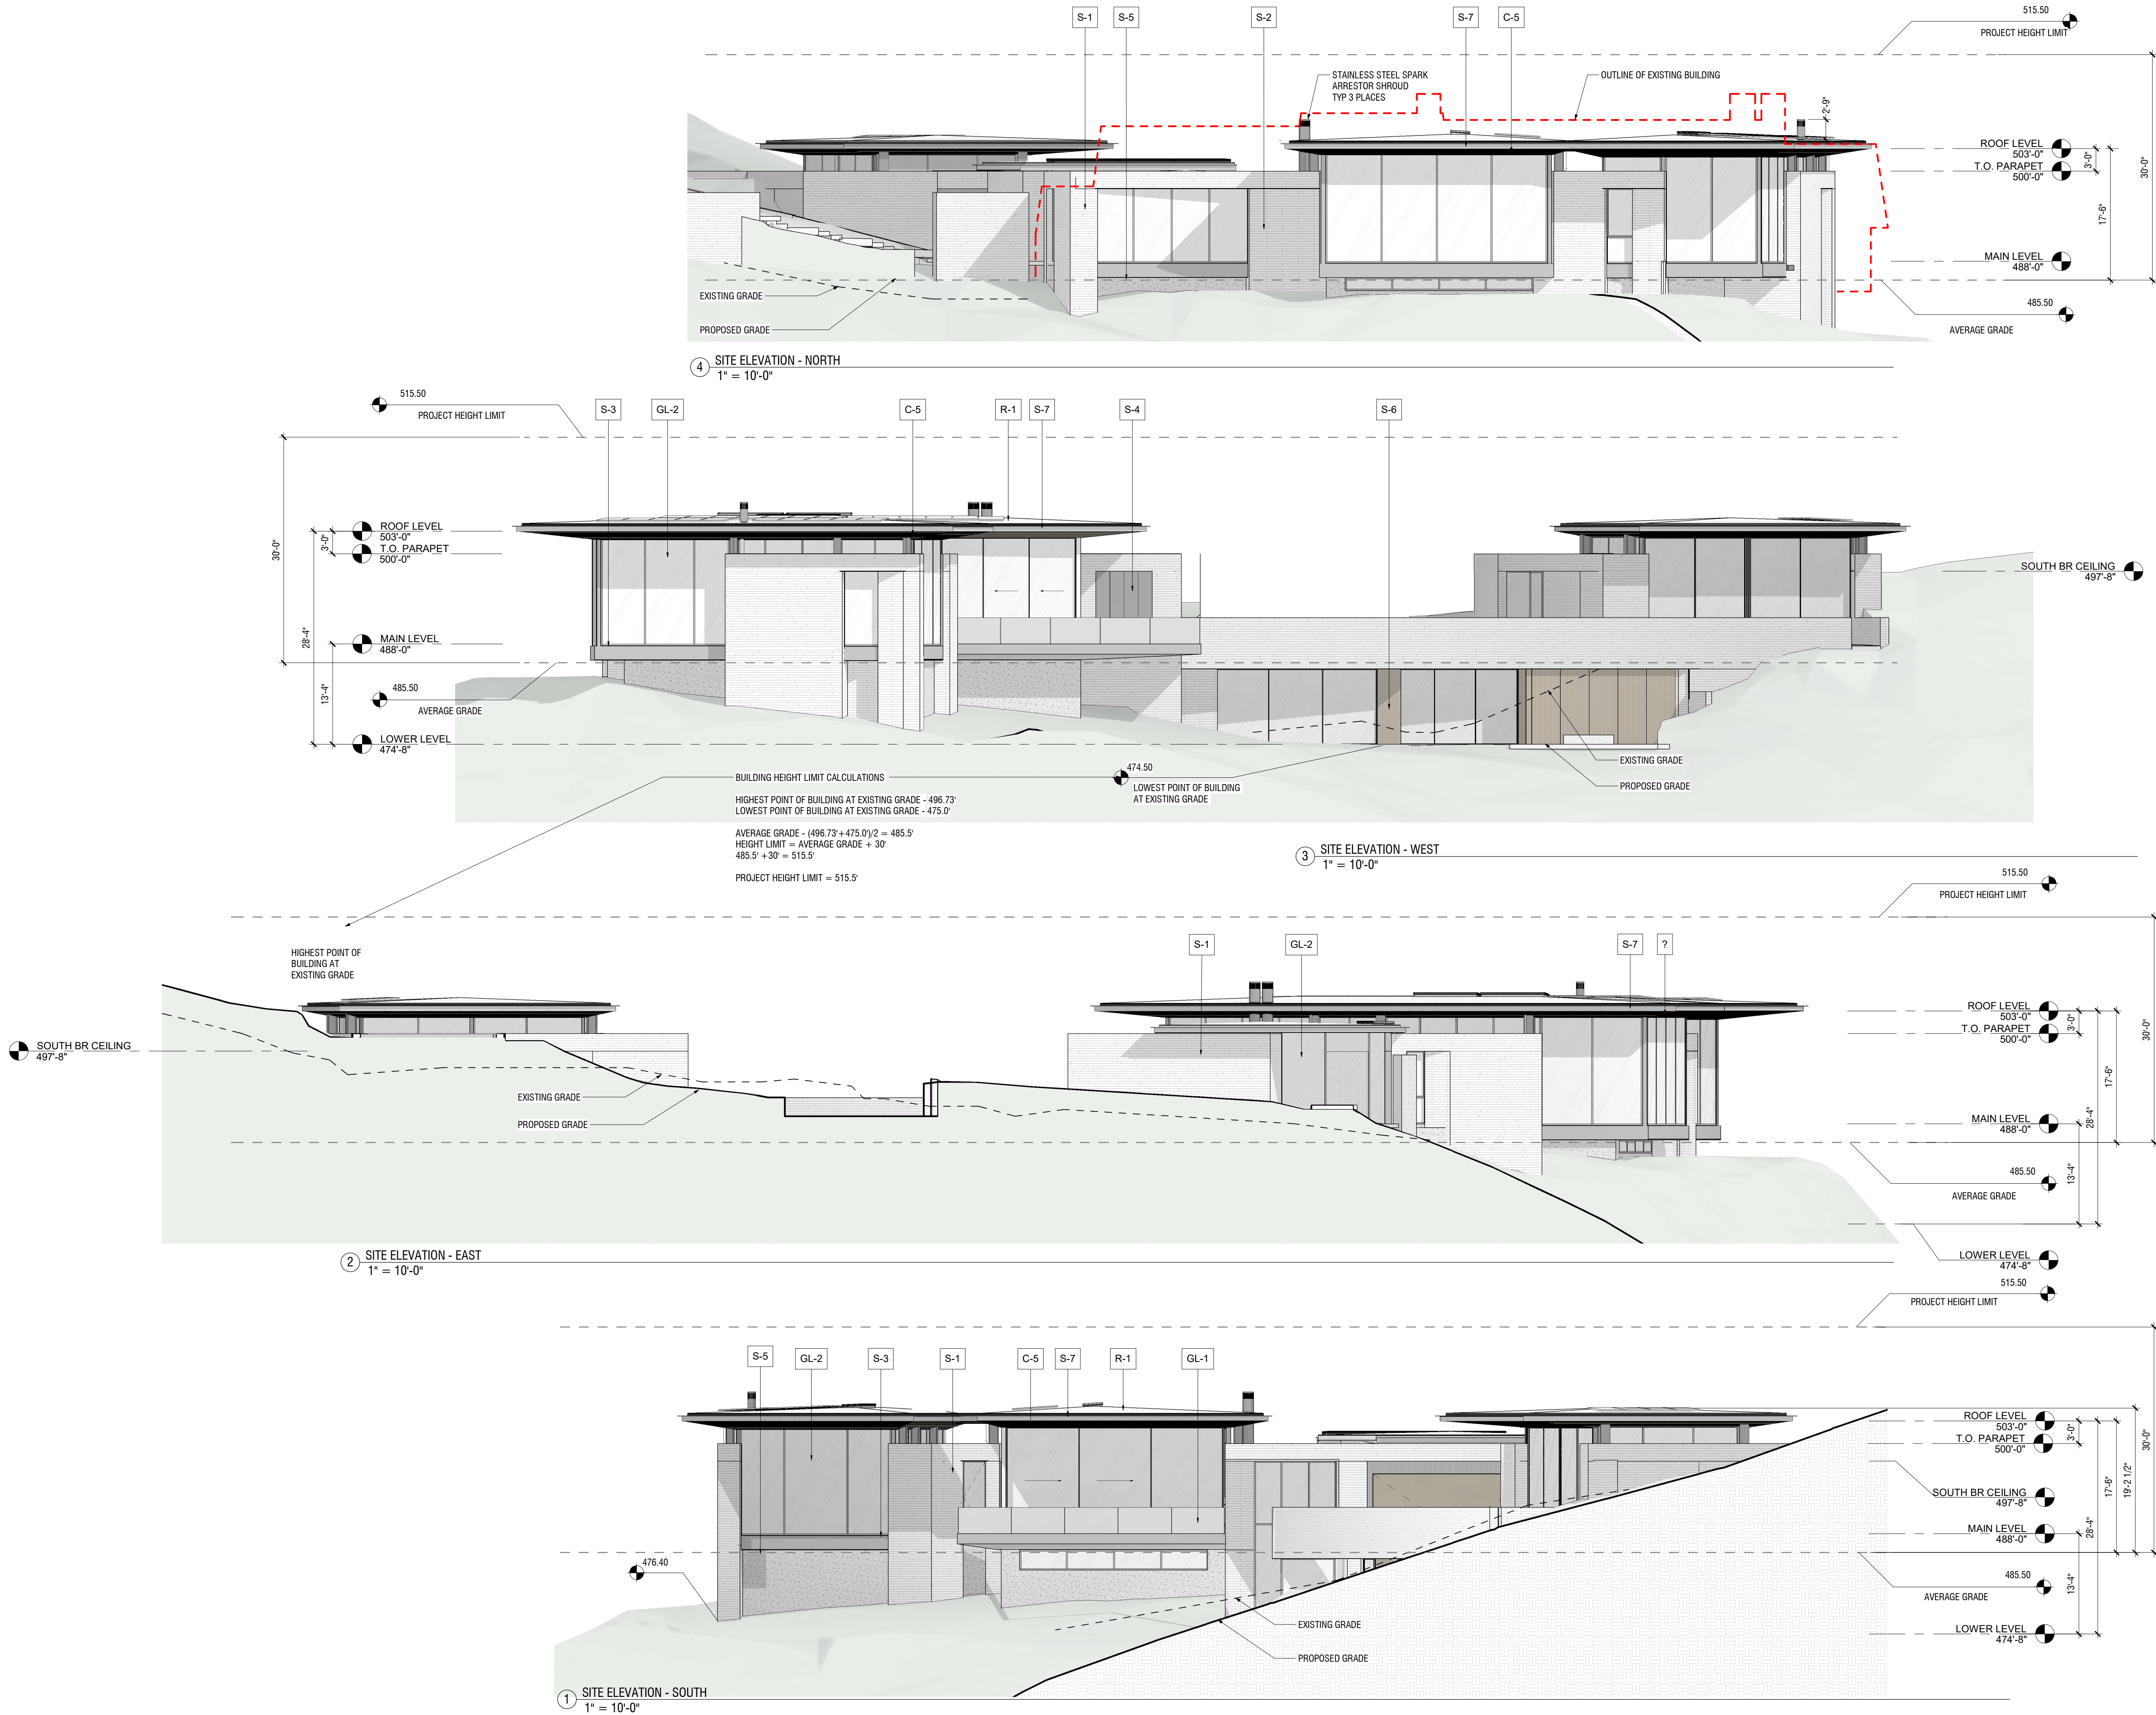 S-1
S-5
S-2
S-7
C-5
515.50
PROJECT HEIGHT LIMIT
STAINLESS STEEL SPARK
ARRESTOR SHROUD
TYP 3 PLACES
OUTLINE OF EXISTING BUILDING
2'-9"
ROOF LEVEL
503'-0"
T.O. PARAPET
500'-0"
3'-0"
30'-0"
17'-6"
MAIN LEVEL
488'-0"
EXISTING GRADE
PROPOSED GRADE
485.50
AVERAGE GRADE
4
SITE ELEVATION - NORTH
1" = 10'-0"
515.50
PROJECT HEIGHT LIMIT
S-3
GL-2
C-5
R-1
S-7
S-4
S-6
30'-0"
3'-0"
ROOF LEVEL
503'-0"
T.O. PARAPET
500'-0"
SOUTH BR CEILING
497'-8"
28'-4"
MAIN LEVEL
488'-0"
13'-4"
485.50
AVERAGE GRADE
LOWER LEVEL
474'-8"
EXISTING GRADE
PROPOSED GRADE
474.50
LOWEST POINT OF BUILDING
AT EXISTING GRADE
BUILDING HEIGHT LIMIT CALCULATIONS
HIGHEST POINT OF BUILDING AT EXISTING GRADE - 496.73'
LOWEST POINT OF BUILDING AT EXISTING GRADE - 475.0'
AVERAGE GRADE - (496.73'+475.0')/2 = 485.5'
HEIGHT LIMIT = AVERAGE GRADE + 30'
485.5' +30' = 515.5'
PROJECT HEIGHT LIMIT = 515.5'
3
SITE ELEVATION - WEST
1" = 10'-0"
515.50
PROJECT HEIGHT LIMIT
HIGHEST POINT OF
BUILDING AT
EXISTING GRADE
S-1
GL-2
S-7
?
SOUTH BR CEILING
497'-8"
ROOF LEVEL
503'-0"
T.O. PARAPET
500'-0"
3'-0"
30'-0"
17'-6"
EXISTING GRADE
PROPOSED GRADE
MAIN LEVEL
488'-0"
28'-4"
13'-4"
485.50
AVERAGE GRADE
LOWER LEVEL
474'-8"
2
SITE ELEVATION - EAST
1" = 10'-0"
515.50
PROJECT HEIGHT LIMIT
S-5
GL-2
S-3
S-1
C-5
S-7
R-1
GL-1
ROOF LEVEL
503'-0"
T.O. PARAPET
500'-0"
3'-0"
30'-0"
17'-6"
19'-2 1/2"
SOUTH BR CEILING
497'-8"
MAIN LEVEL
488'-0"
28'-4"
13'-4"
476.40
485.50
AVERAGE GRADE
EXISTING GRADE
PROPOSED GRADE
LOWER LEVEL
474'-8"
1
SITE ELEVATION - SOUTH
1" = 10'-0"